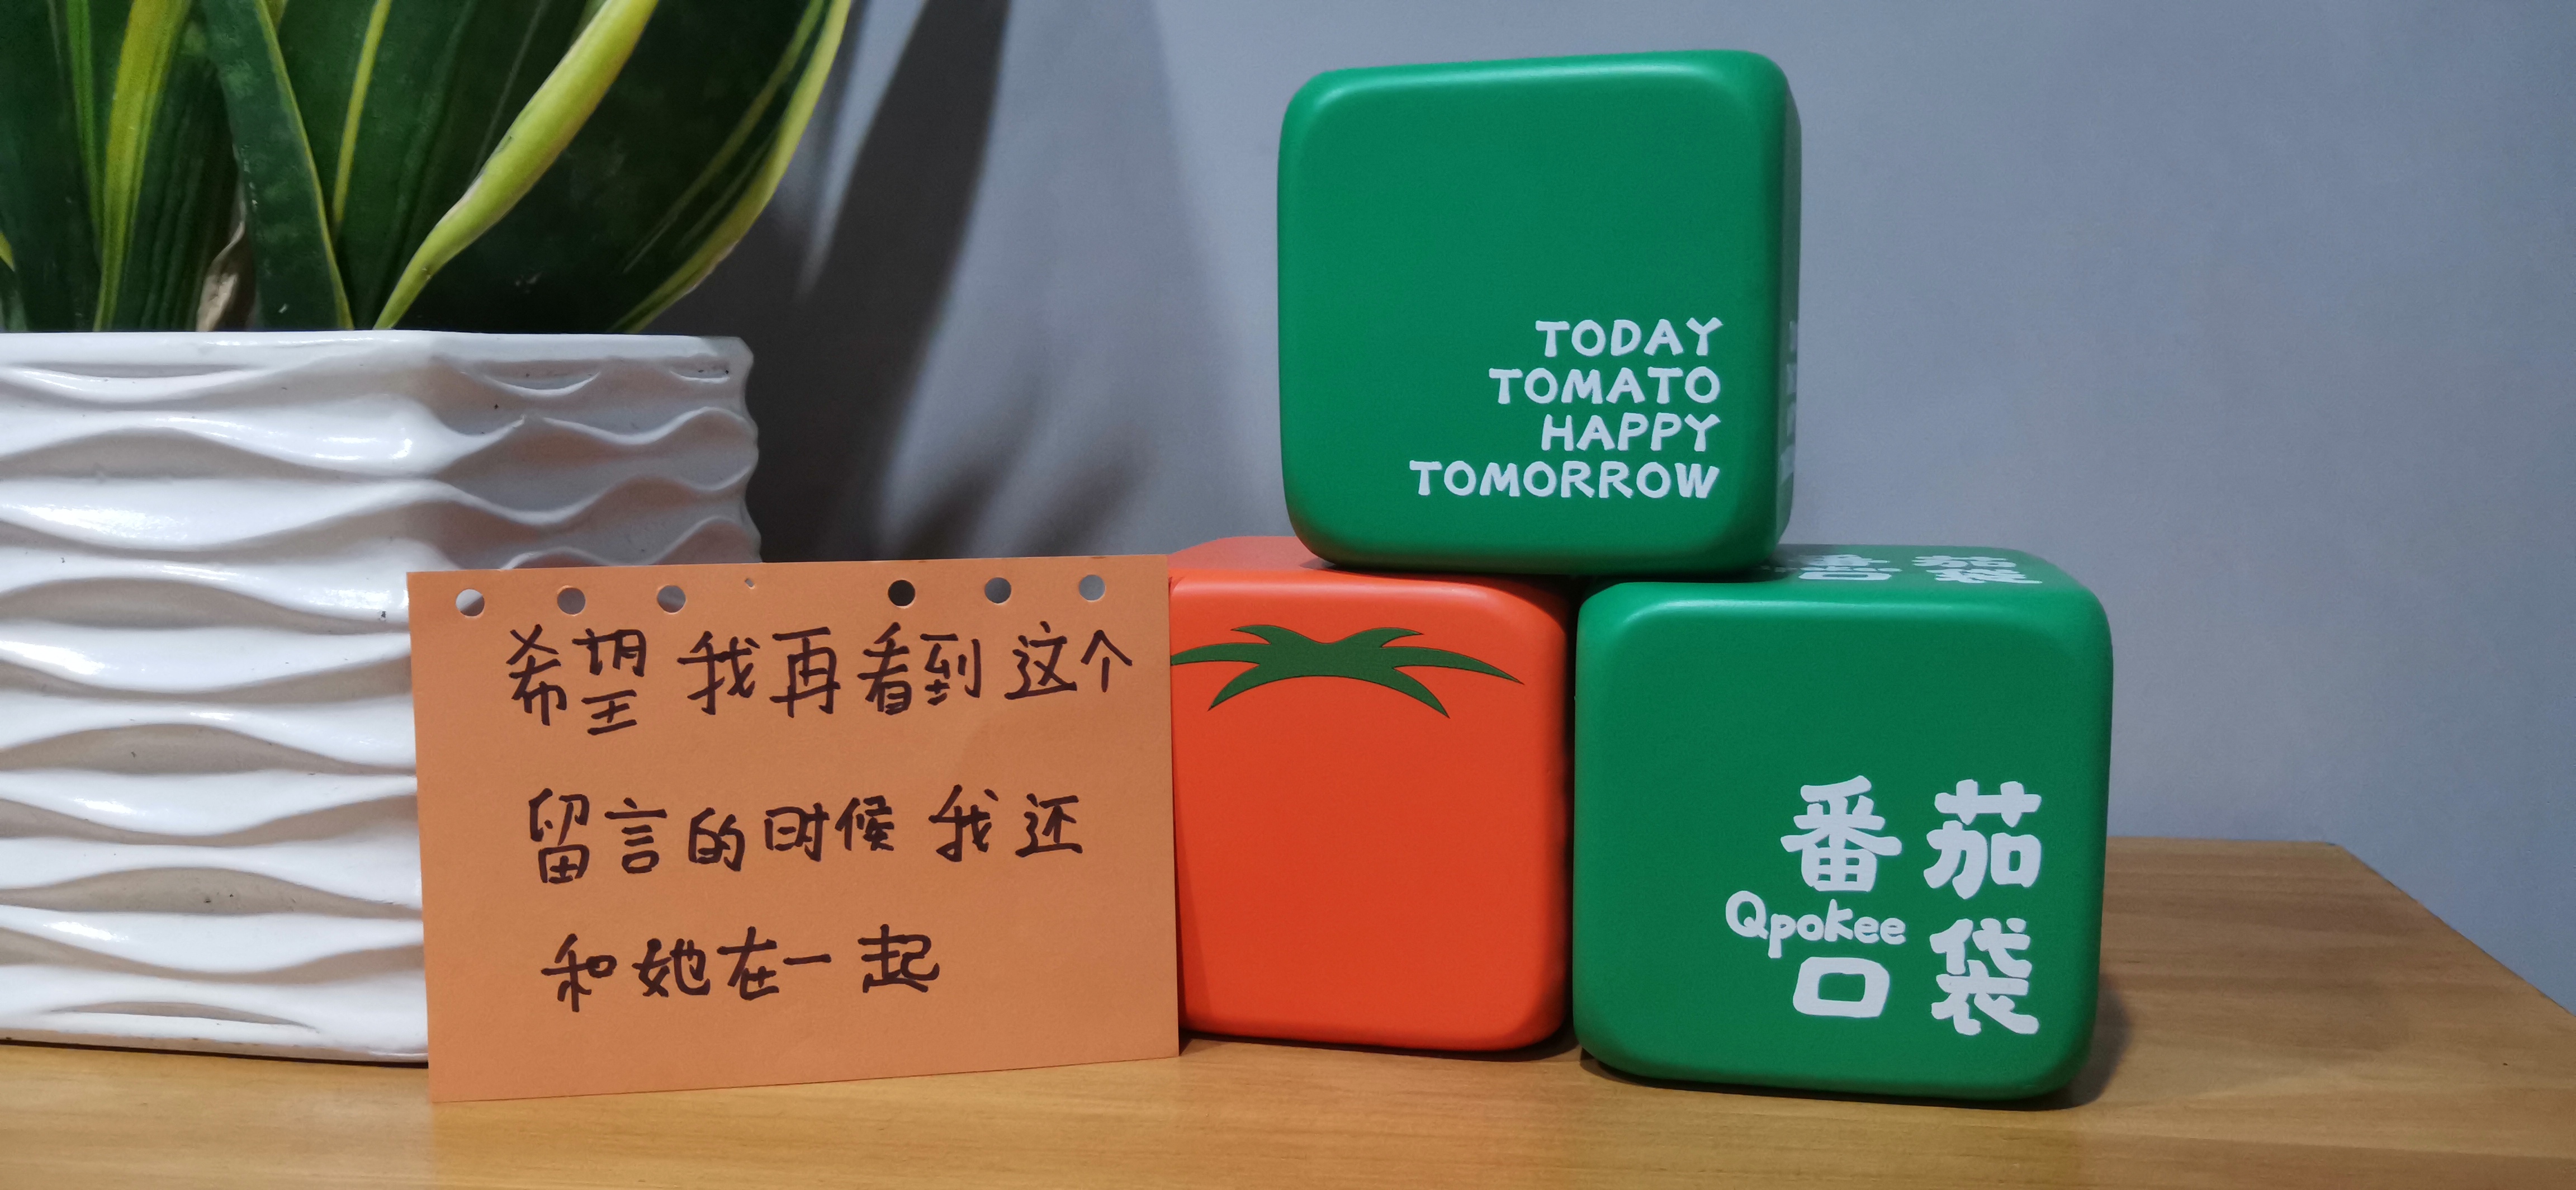 希望我再看到这个
留言的时候我还
和她在一起
TODAY
TOMATO
HAPPY
TOMORROW
番茄
Qpokee
口袋